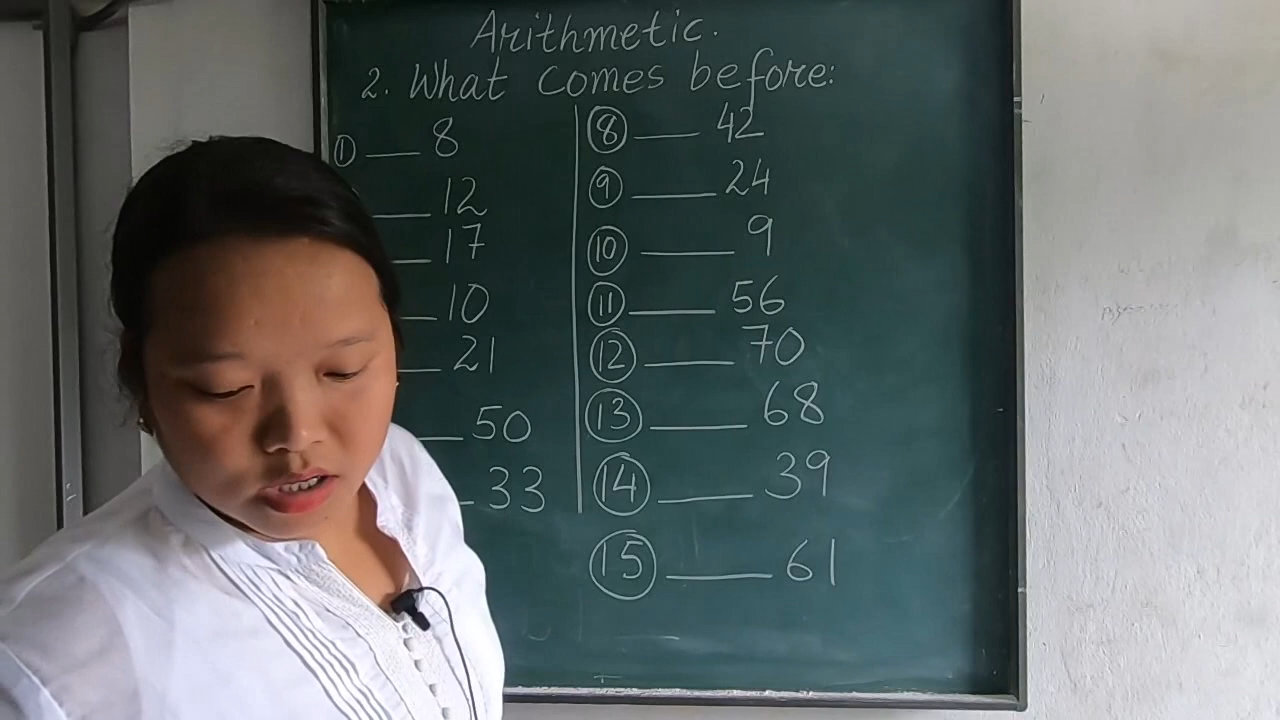 Arithmetic.
2. What comes before:
① ___ 8
___ 12
___ 17
___ 10
___ 21
___ 50
___ 33
⑧ ___ 42
⑨ ___ 24
⑩ ___ 9
⑪ ___ 56
⑫ ___ 70
⑬ ___ 68
⑭ ___ 39
⑮ ___ 61